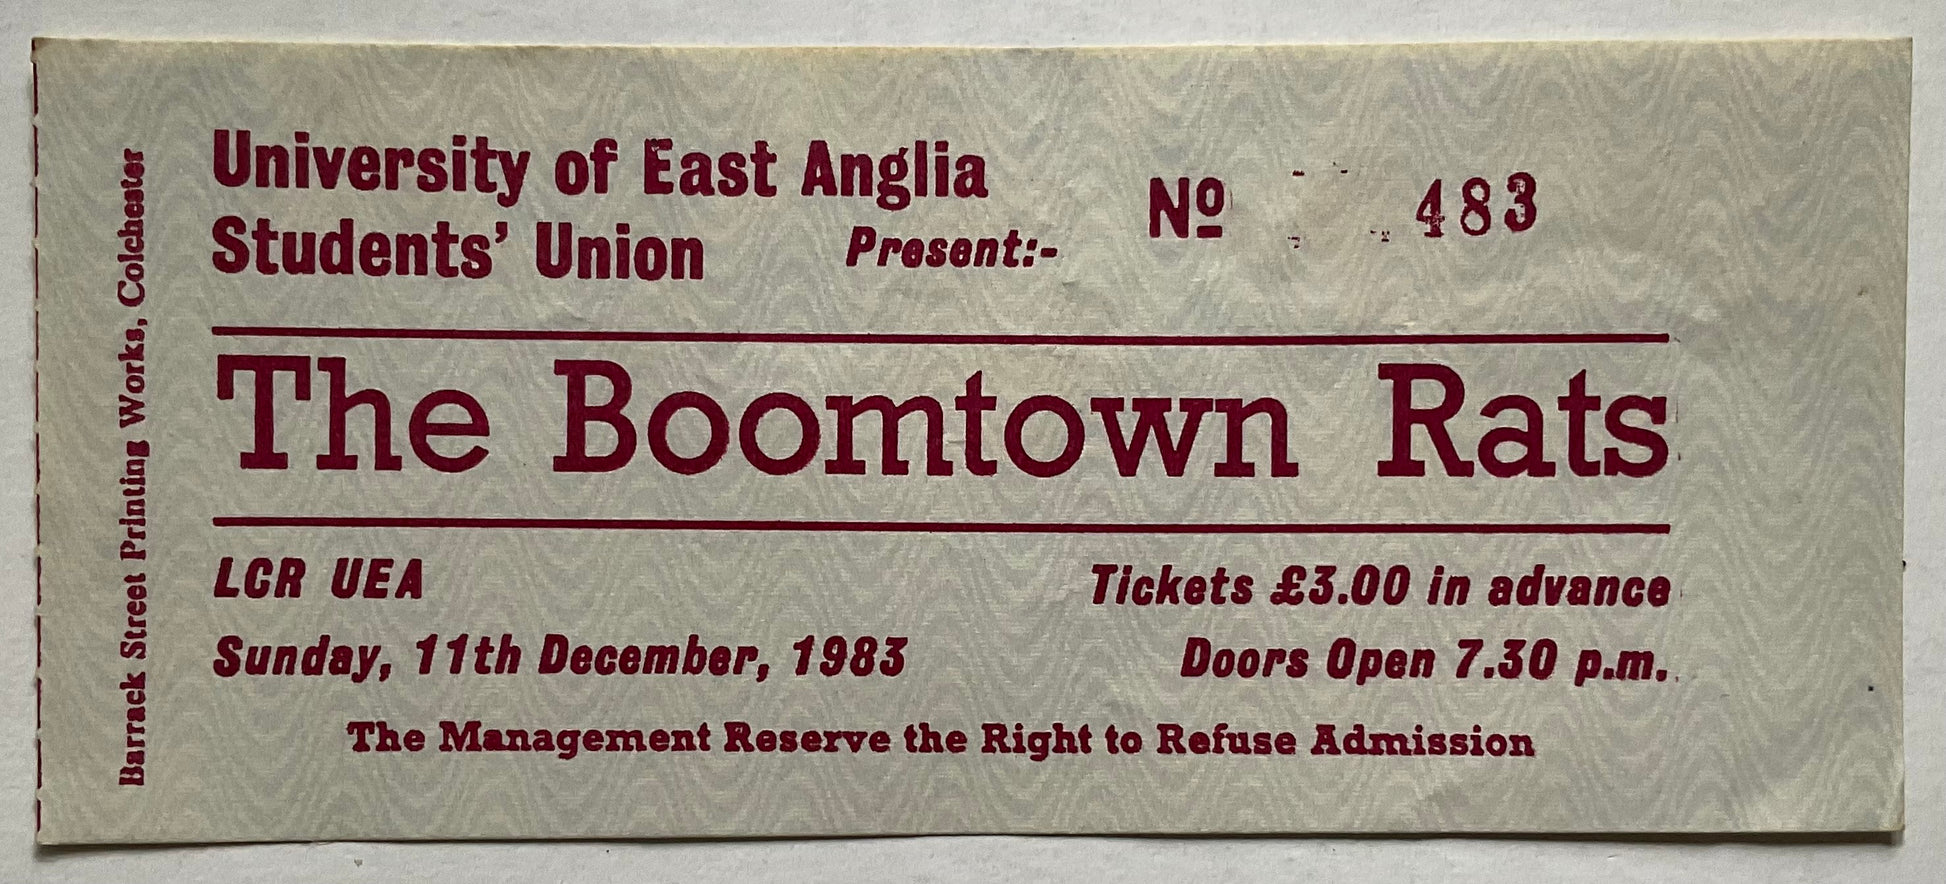 University of East Anglia
Students' Union Present:-
Nº 483
The Boomtown Rats
LCR UEA
Tickets £3.00 in advance
Sunday, 11th December, 1983
Doors Open 7.30 p.m.
The Management Reserve the Right to Refuse Admission
Barrack Street Printing Works, Colchester